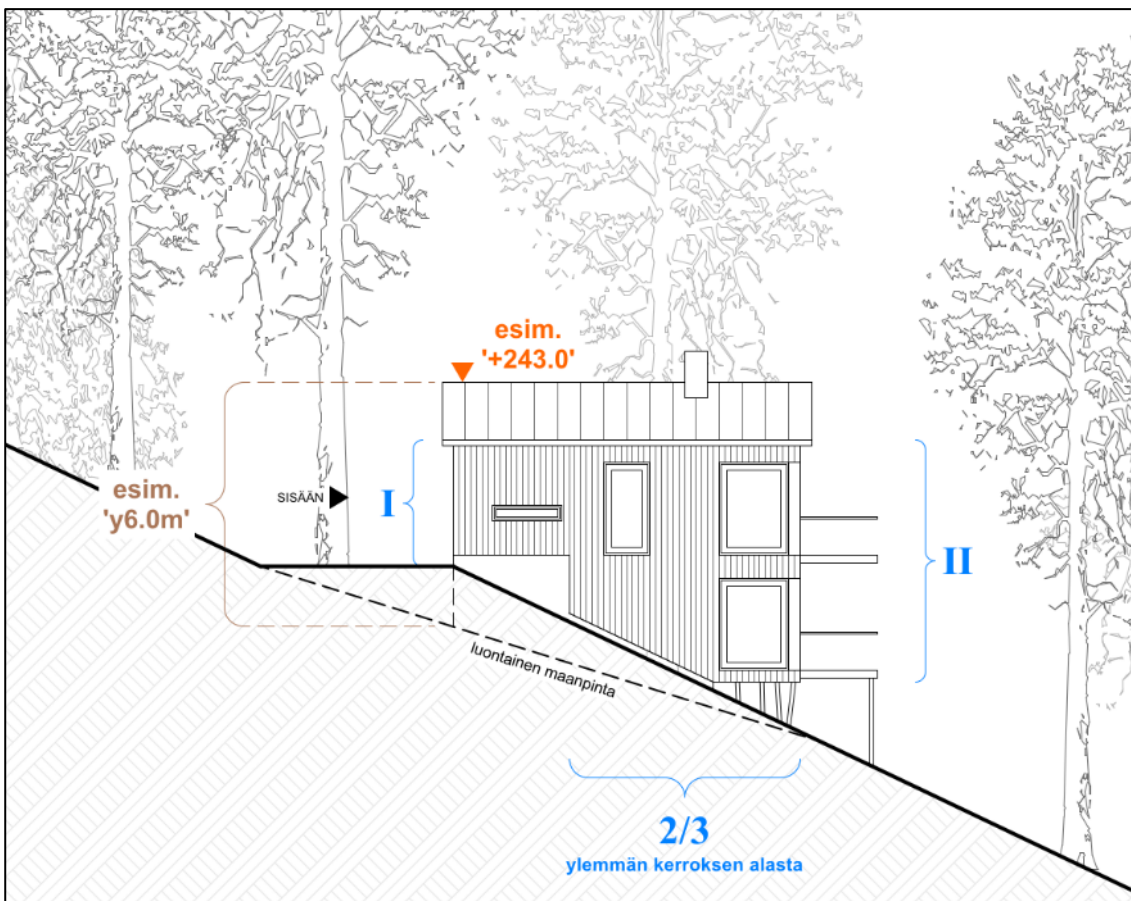 esim.
'+243.0'
esim.
'y6.0m'
SISÄÄN
I
II
luontainen maanpinta
2/3
ylemmän kerroksen alasta